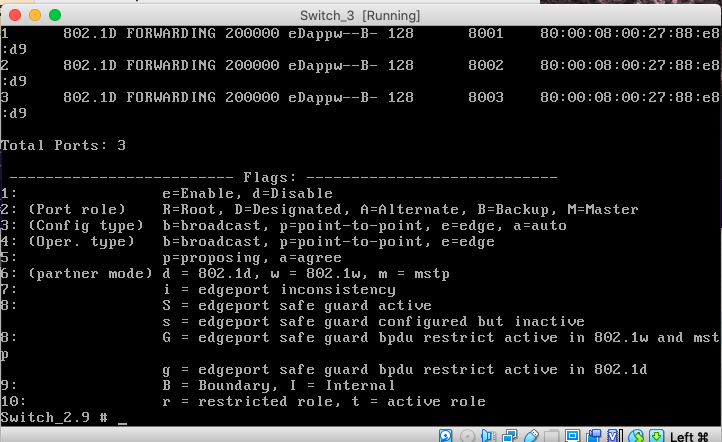 Switch_3 [Running]
1 802.1D FORWARDING 200000 eDappw--B- 128 8001 80:00:08:00:27:88:e8
:d9
2 802.1D FORWARDING 200000 eDappw--B- 128 8002 80:00:08:00:27:88:e8
:d9
3 802.1D FORWARDING 200000 eDappw--B- 128 8003 80:00:08:00:27:88:e8
:d9
Total Ports: 3
------------------------- Flags: ----------------------------
1: e=Enable, d=Disable
2: (Port role) R=Root, D=Designated, A=Alternate, B=Backup, M=Master
3: (Config type) b=broadcast, p=point-to-point, e=edge, a=auto
4: (Oper. type) b=broadcast, p=point-to-point, e=edge
5: p=proposing, a=agree
6: (partner mode) d = 802.1d, w = 802.1w, m = mstp
7: i = edgeport inconsistency
8: S = edgeport safe guard active
s = edgeport safe guard configured but inactive
8: G = edgeport safe guard bpdu restrict active in 802.1w and mst
p
g = edgeport safe guard bpdu restrict active in 802.1d
9: B = Boundary, I = Internal
10: r = restricted role, t = active role
Switch_2.9 # _
Left ⌘